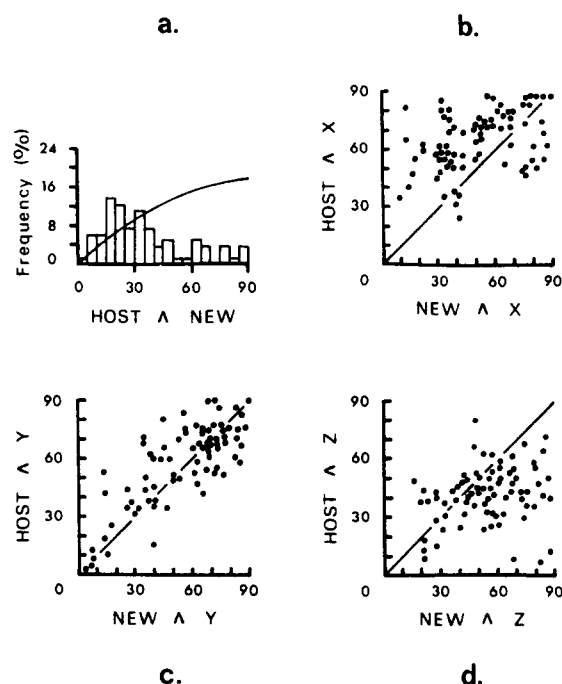 a.
b.
Frequency (%)
24
16
8
0
0 30 60 90
HOST Λ NEW
HOST Λ X
90
60
30
0
30 60 90
NEW Λ X
HOST Λ Y
90
60
30
0
30 60 90
NEW Λ Y
HOST Λ Z
90
60
30
0
30 60 90
NEW Λ Z
c.
d.